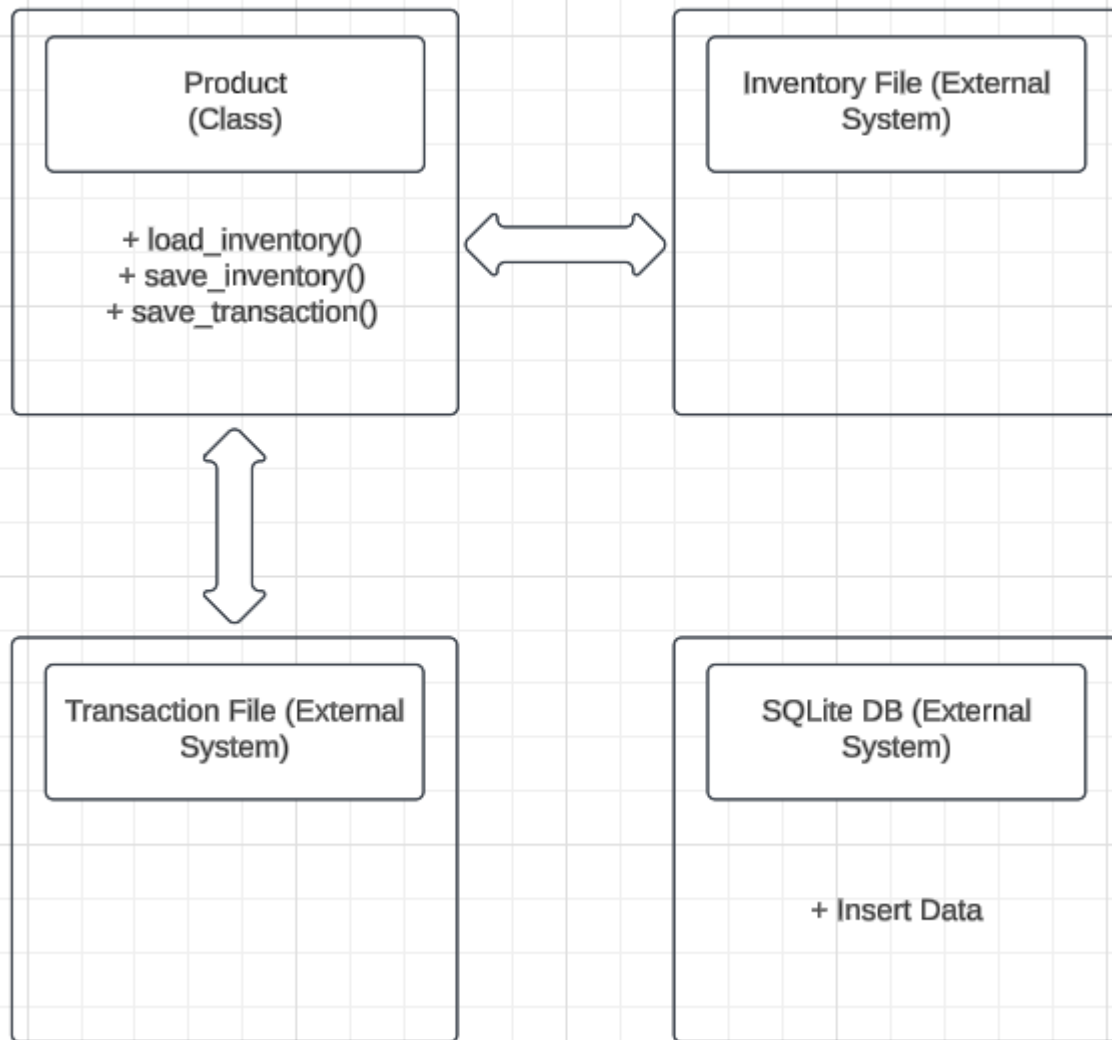 Product
(Class)
+ load_inventory()
+ save_inventory()
+ save_transaction()
Inventory File (External
System)
Transaction File (External
System)
SQLite DB (External
System)
+ Insert Data